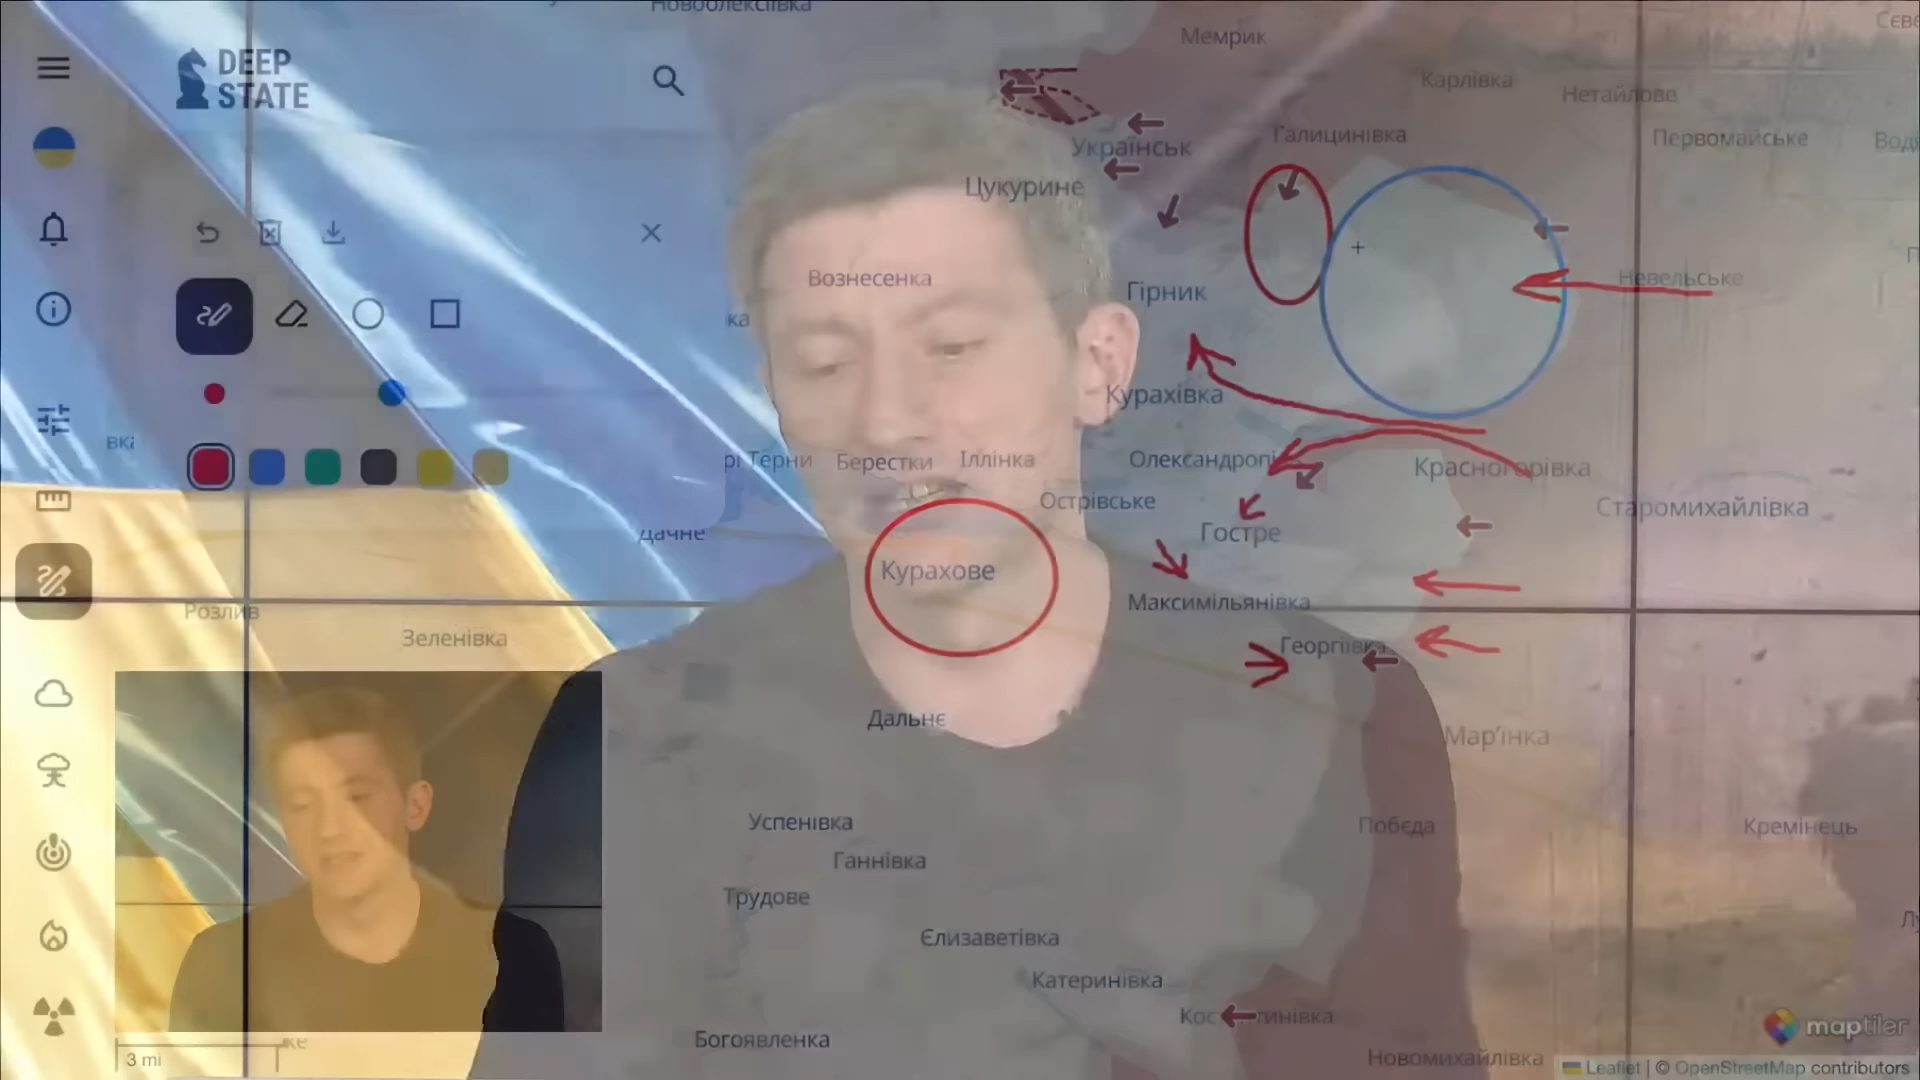 Новоолексіївка
Мемрик
DEEP
STATE
Карлівка
Нетайлове
Галицинівка
Первомайське
Українськ
Цукурине
Вознесенка
Невельське
Гірник
Курахівка
Терни
Берестки
Іллінка
Красногорівка
Острівське
Старомихайлівка
Дачне
Гостре
Курахове
Максимільянівка
Розлив
Зеленівка
Георгіївка
Дальнє
Мар'їнка
Успенівка
Побєда
Кремінець
Ганнівка
Трудове
Єлизаветівка
Катеринівка
Богоявленка
Новомихайлівка
maptiler
3 mi
Leaflet | © OpenStreetMap contributors